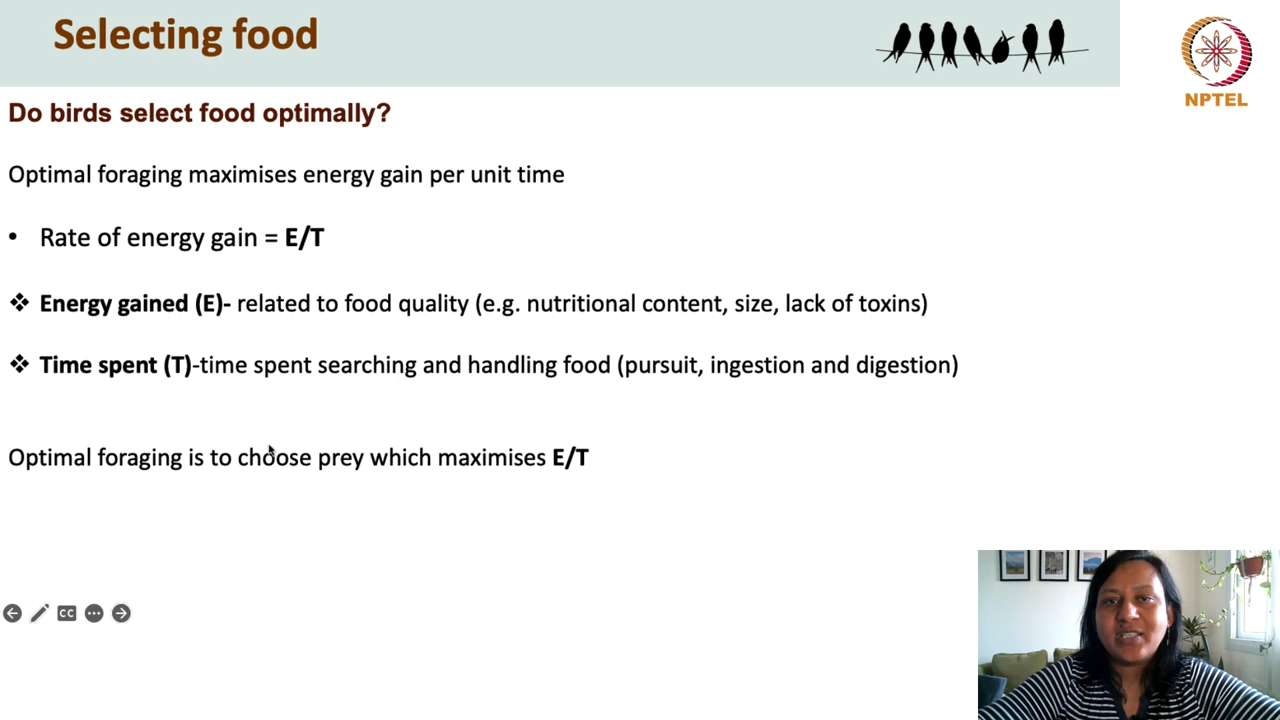 Selecting food
NPTEL
Do birds select food optimally?
Optimal foraging maximises energy gain per unit time
• Rate of energy gain = E/T
❖ Energy gained (E)- related to food quality (e.g. nutritional content, size, lack of toxins)
❖ Time spent (T)-time spent searching and handling food (pursuit, ingestion and digestion)
Optimal foraging is to choose prey which maximises E/T
CC